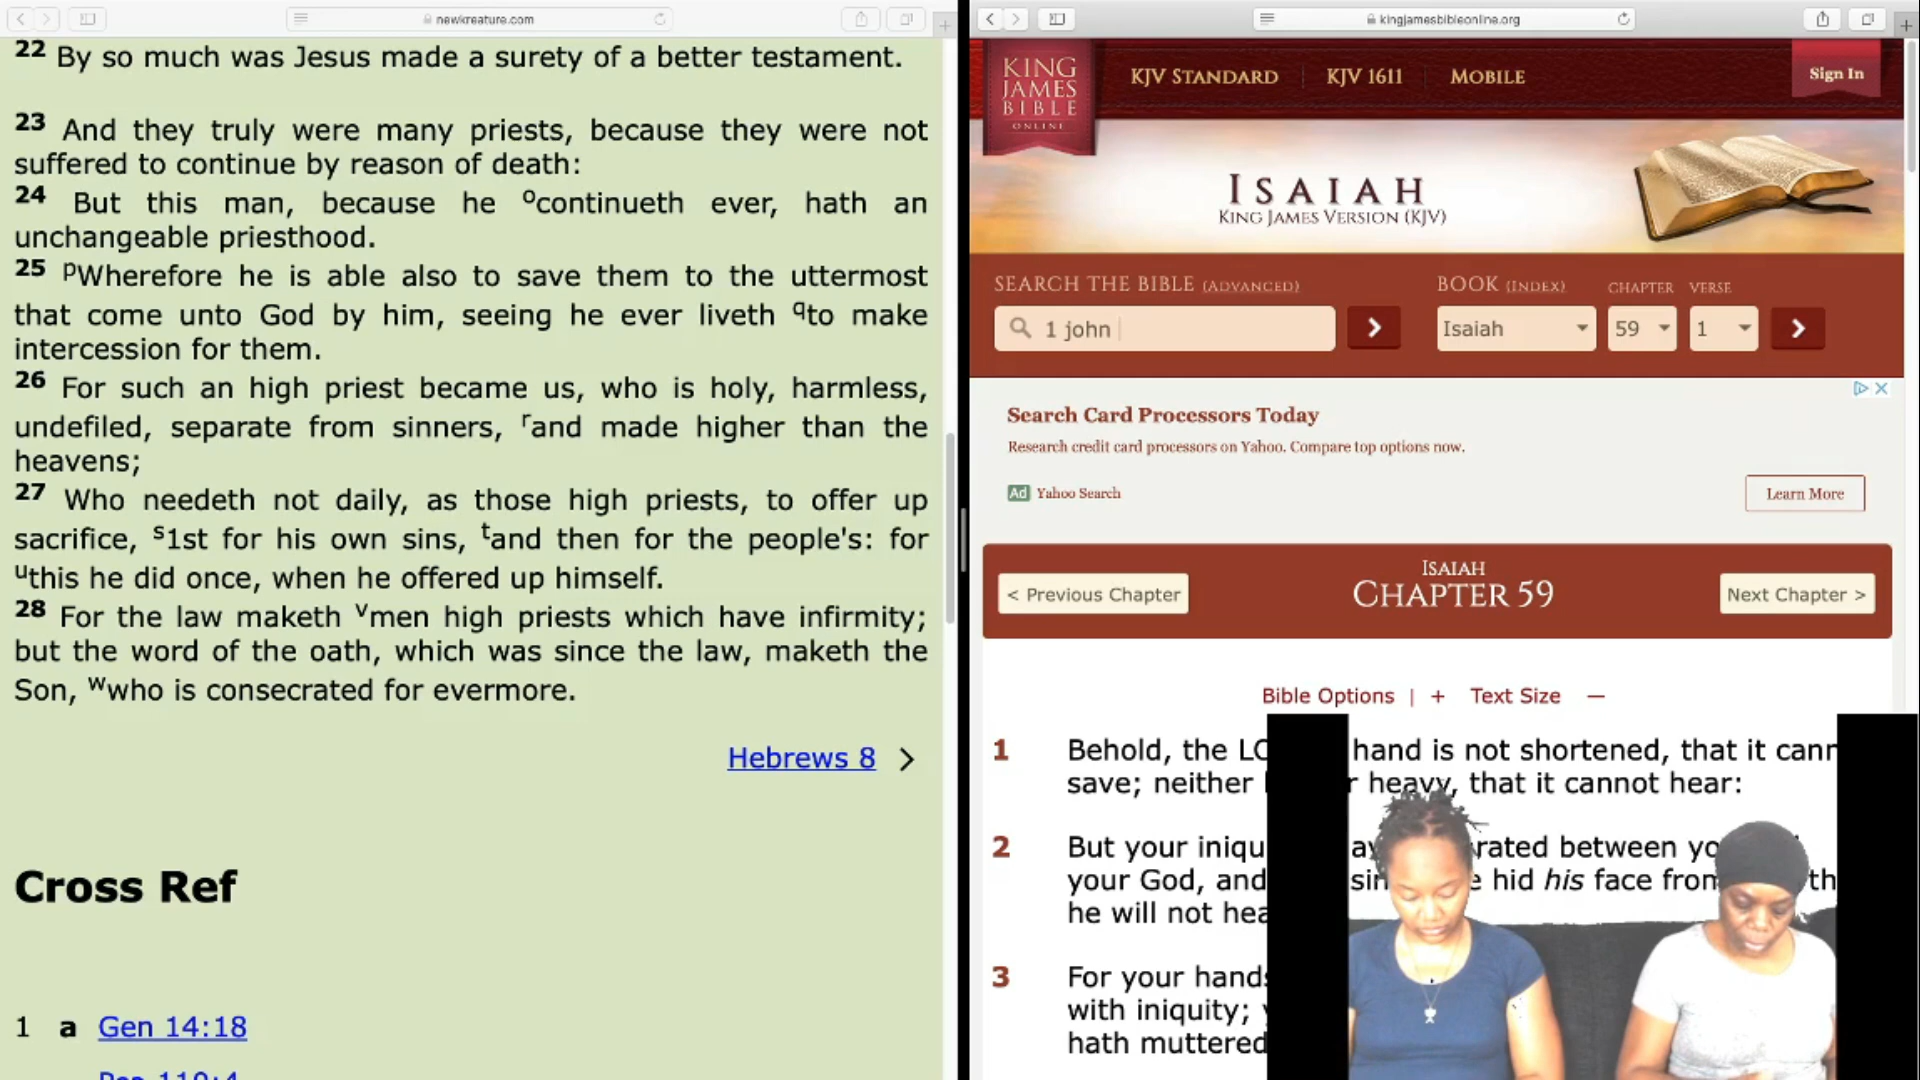 newkreature.com
22 By so much was Jesus made a surety of a better testament.
23 And they truly were many priests, because they were not
suffered to continue by reason of death:
24 But this man, because he ocontinueth ever, hath an
unchangeable priesthood.
25 pWherefore he is able also to save them to the uttermost
that come unto God by him, seeing he ever liveth qto make
intercession for them.
26 For such an high priest became us, who is holy, harmless,
undefiled, separate from sinners, rand made higher than the
heavens;
27 Who needeth not daily, as those high priests, to offer up
sacrifice, s1st for his own sins, tand then for the people's: for
uthis he did once, when he offered up himself.
28 For the law maketh vmen high priests which have infirmity;
but the word of the oath, which was since the law, maketh the
Son, wwho is consecrated for evermore.
Hebrews 8 >
Cross Ref
1 a Gen 14:18
kingjamesbibleonline.org
KING
JAMES
BIBLE
ONLINE
KJV STANDARD KJV 1611 MOBILE
Sign In
ISAIAH
KING JAMES VERSION (KJV)
SEARCH THE BIBLE (ADVANCED) BOOK (INDEX) CHAPTER VERSE
1 john Isaiah 59 1
Search Card Processors Today
Research credit card processors on Yahoo. Compare top options now.
Ad Yahoo Search
Learn More
< Previous Chapter
ISAIAH
CHAPTER 59
Next Chapter >
Bible Options | + Text Size —
1 Behold, the hand is not shortened, that it
save; neither heavy, that it cannot hear:
2 But your between
your God, and hid his face
he will not
3 For your
with iniquity;
hath muttered